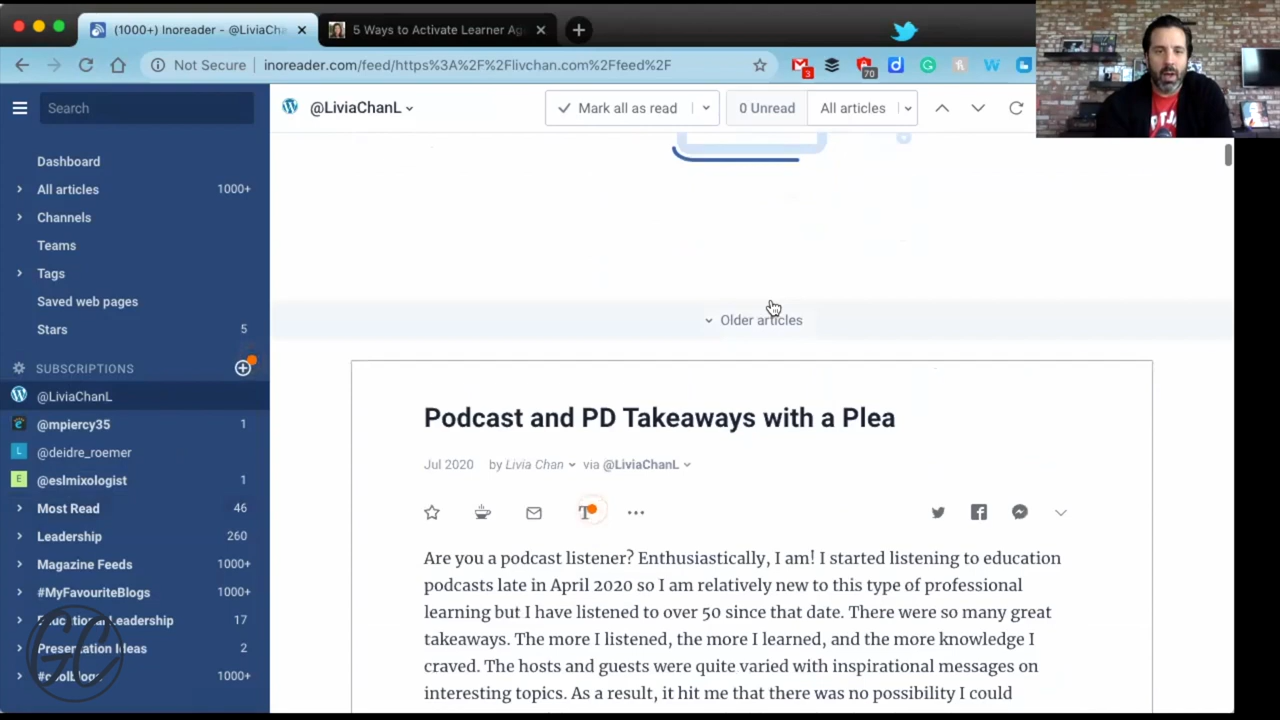 (1000+) Inoreader - @LiviaCha
5 Ways to Activate Learner Ag
Not Secure
inoreader.com/feed/https%3A%2F%2Flivchan.com%2Ffeed%2F
3
70
Search
@LiviaChanL
Mark all as read
0 Unread
All articles
Dashboard
All articles 1000+
Channels
Teams
Tags
Saved web pages
Stars 5
SUBSCRIPTIONS
@LiviaChanL
@mpiercy35 1
@deidre_roemer
@eslmixologist 1
Most Read 46
Leadership 260
Magazine Feeds 1000+
#MyFavouriteBlogs 1000+
Educational Leadership 17
Presentation Ideas 2
#coolblogs 1000+
GC
Older articles
Podcast and PD Takeaways with a Plea
Jul 2020 by Livia Chan via @LiviaChanL
Are you a podcast listener? Enthusiastically, I am! I started listening to education
podcasts late in April 2020 so I am relatively new to this type of professional
learning but I have listened to over 50 since that date. There were so many great
takeaways. The more I listened, the more I learned, and the more knowledge I
craved. The hosts and guests were quite varied with inspirational messages on
interesting topics. As a result, it hit me that there was no possibility I could